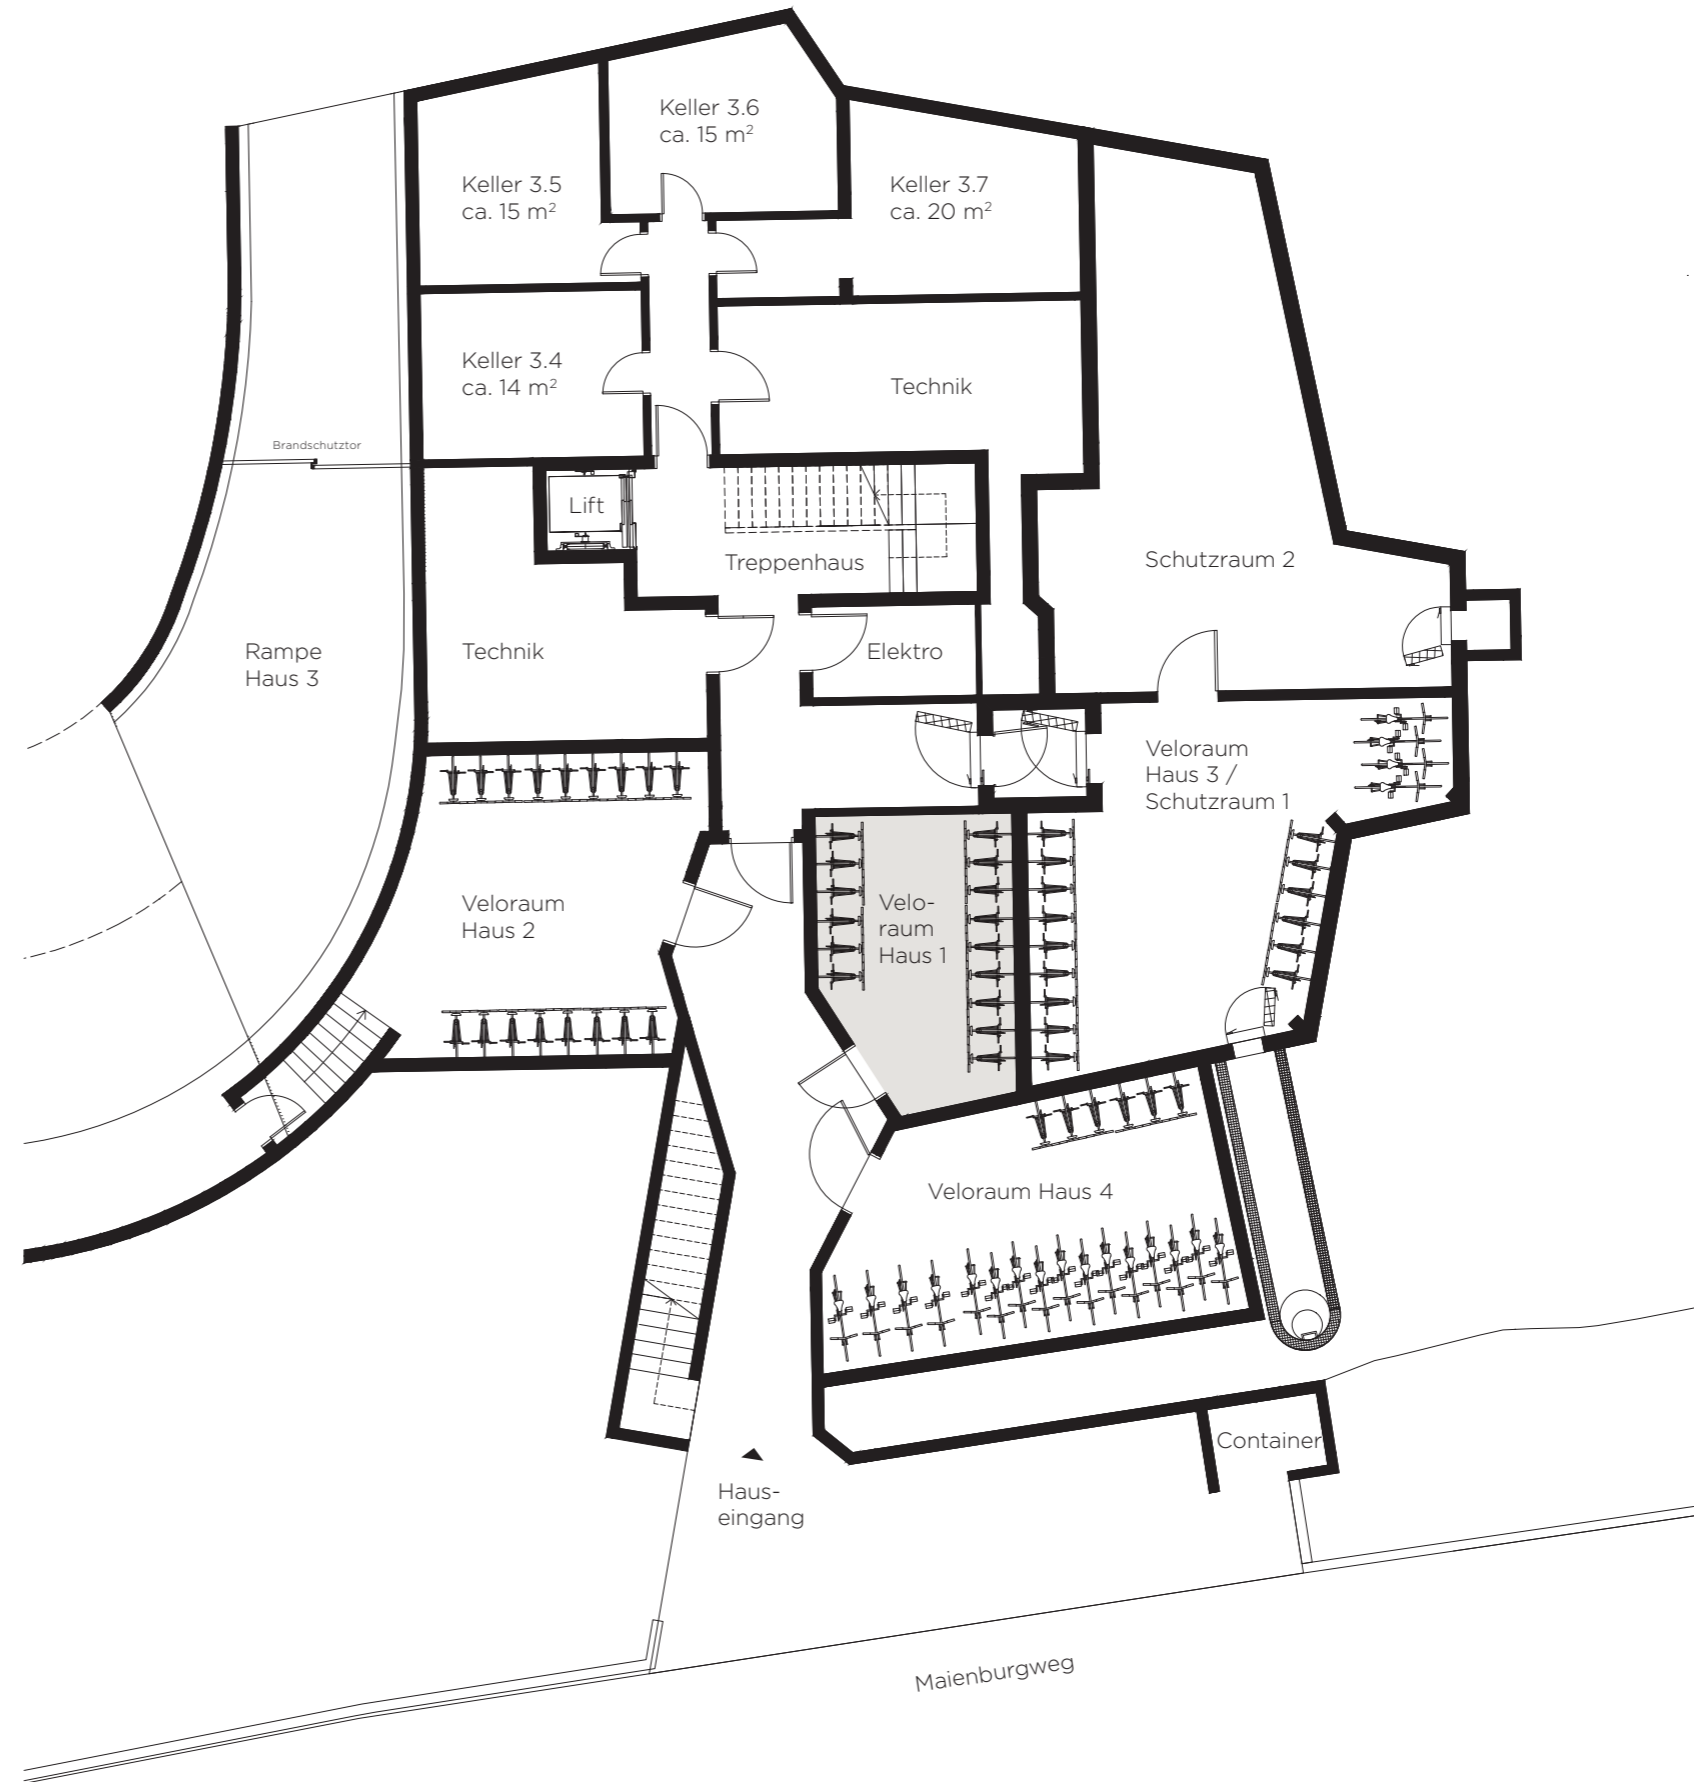 Keller 3.6
ca. 15 m²
Keller 3.5
ca. 15 m²
Keller 3.7
ca. 20 m²
Keller 3.4
ca. 14 m²
Technik
Brandschutztor
Lift
Treppenhaus
Schutzraum 2
Rampe
Haus 3
Technik
Elektro
Veloraum
Haus 3 /
Schutzraum 1
Veloraum
Haus 2
Velo-
raum
Haus 1
Veloraum Haus 4
Container
Haus-
eingang
Maienburgweg